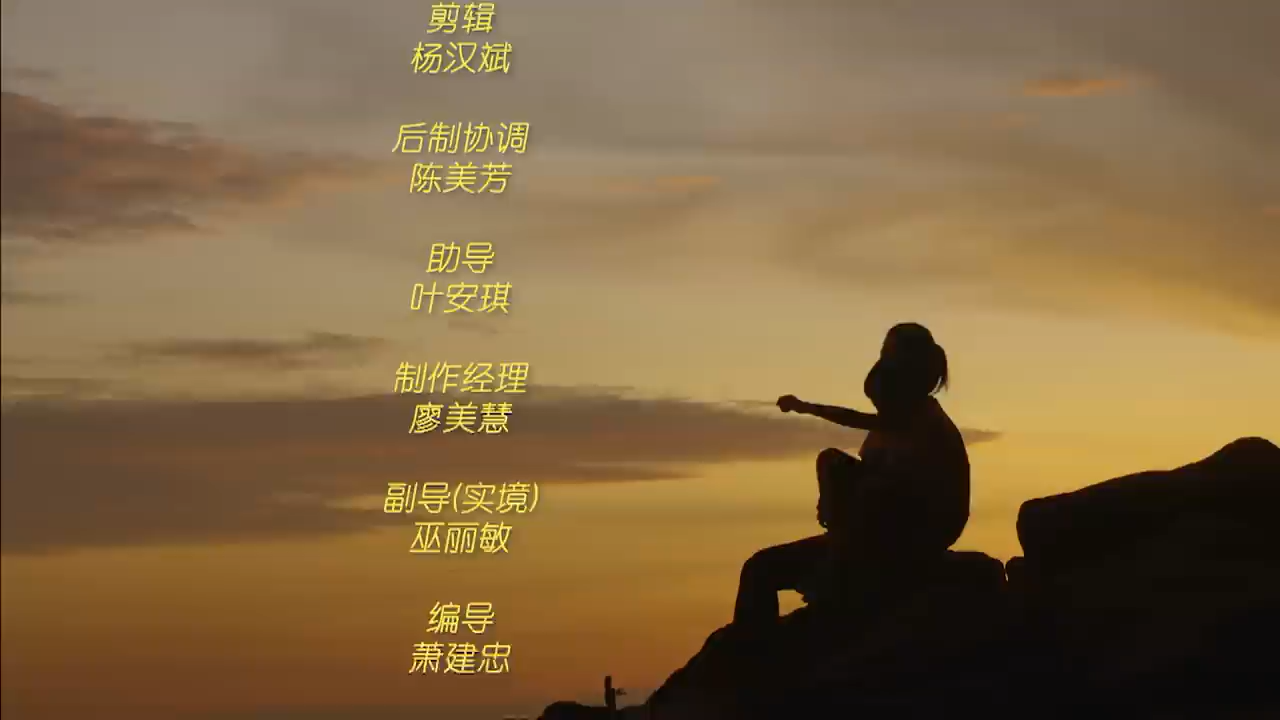 剪辑
杨汉斌
后制协调
陈美芳
助导
叶安琪
制作经理
廖美慧
副导(实境)
巫丽敏
编导
萧建忠